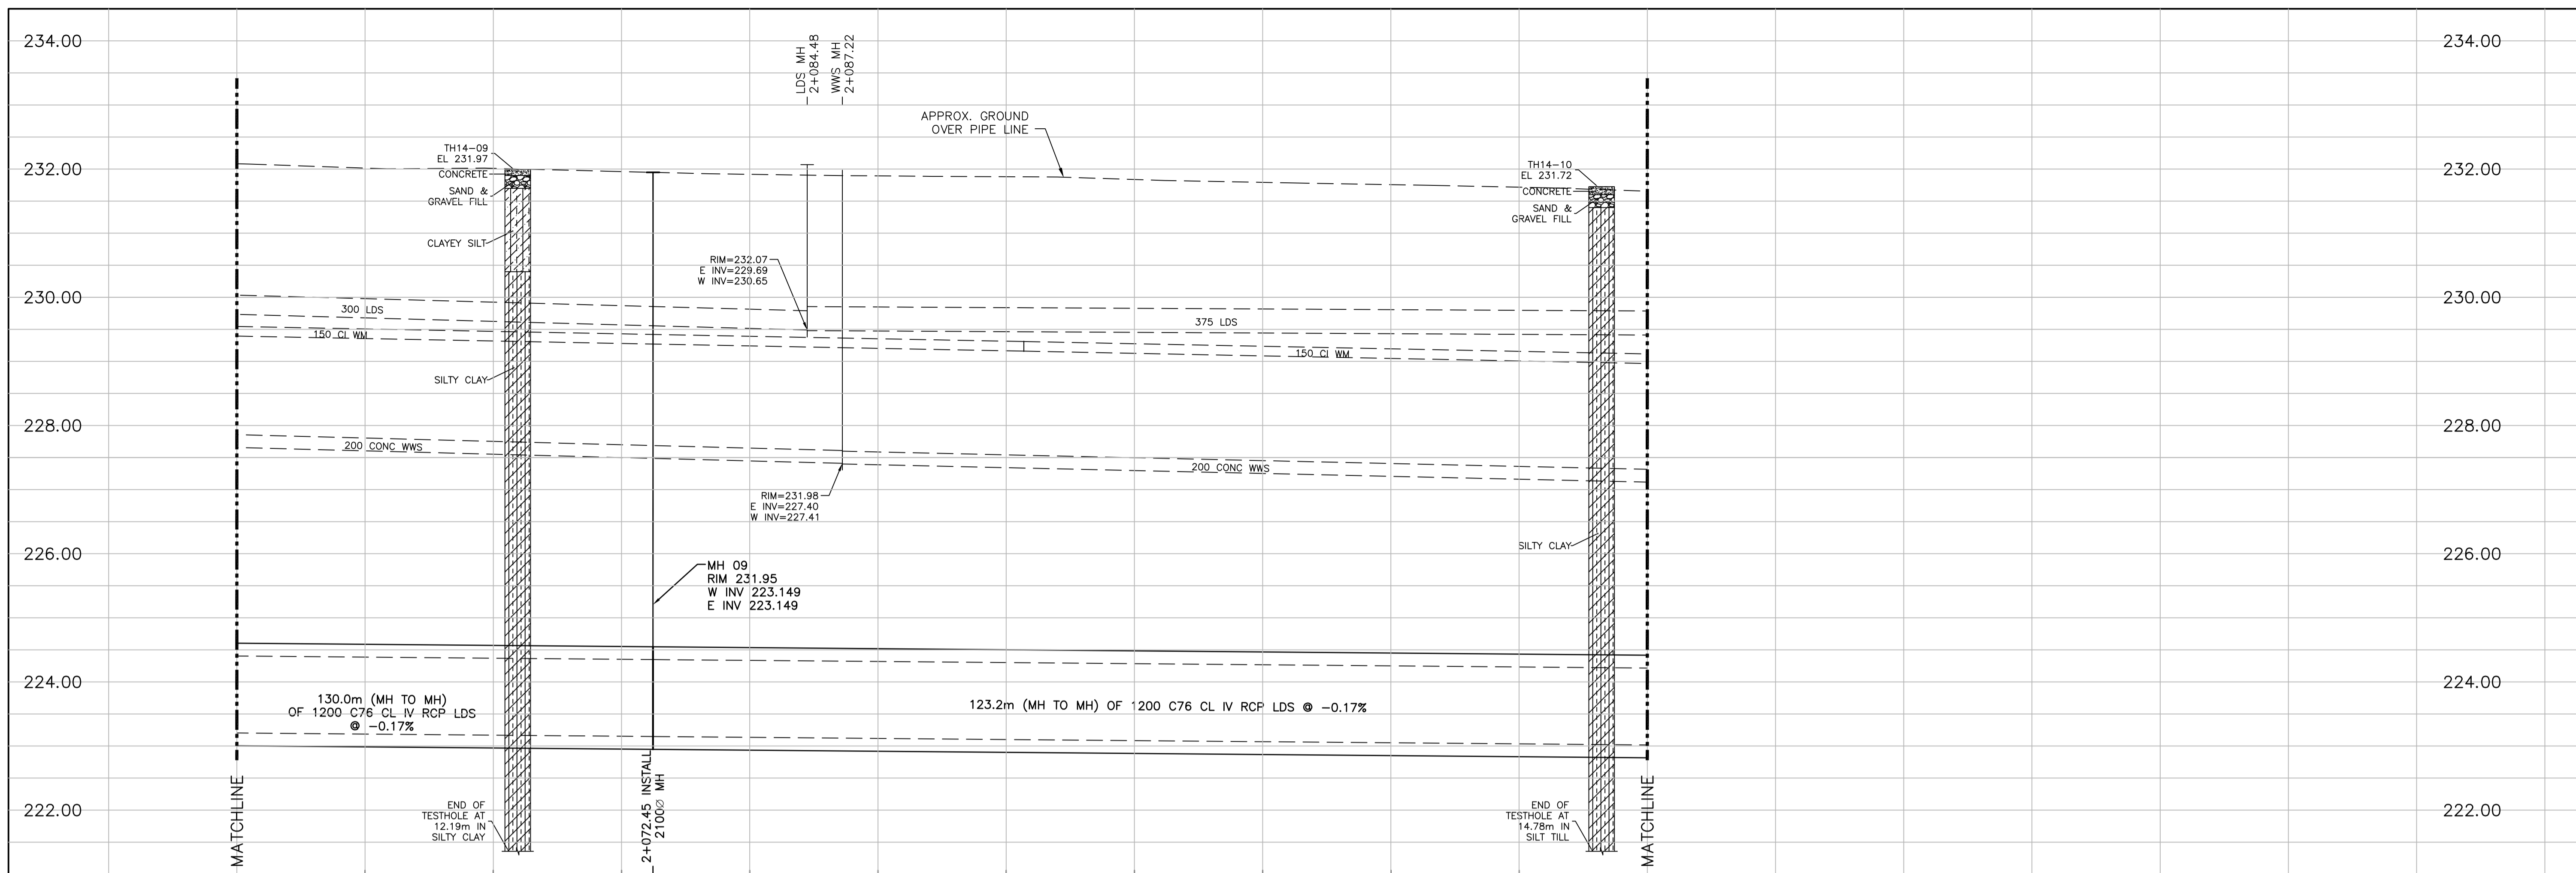 234.00
234.00
LDS MH
2+084.48
WWS MH
2+087.22
APPROX. GROUND
OVER PIPE LINE
232.00
232.00
TH14-09
EL 231.97
CONCRETE
SAND &
GRAVEL FILL
CLAYEY SILT
TH14-10
EL 231.72
CONCRETE
SAND &
GRAVEL FILL
RIM=232.07
E INV=229.69
W INV=230.65
230.00
230.00
300 LDS
375 LDS
150 CI WM
150 CI WM
SILTY CLAY
228.00
228.00
200 CONC WWS
200 CONC WWS
RIM=231.98
E INV=227.40
W INV=227.41
226.00
226.00
SILTY CLAY
MH 09
RIM 231.95
W INV 223.149
E INV 223.149
224.00
224.00
130.0m (MH TO MH)
OF 1200 C76 CL IV RCP LDS
@ -0.17%
123.2m (MH TO MH) OF 1200 C76 CL IV RCP LDS @ -0.17%
MATCHLINE
2+072.45 INSTALL
2100∅ MH
MATCHLINE
222.00
222.00
END OF
TESTHOLE AT
12.19m IN
SILTY CLAY
END OF
TESTHOLE AT
14.78m IN
SILT TILL